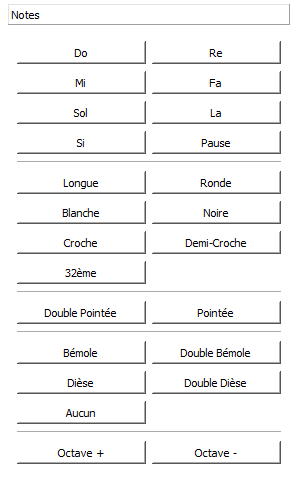 Notes
Do Re
Mi Fa
Sol La
Si Pause
Longue Ronde
Blanche Noire
Croche Demi-Croche
32ème
Double Pointée Pointée
Bémole Double Bémole
Dièse Double Dièse
Aucun
Octave + Octave -